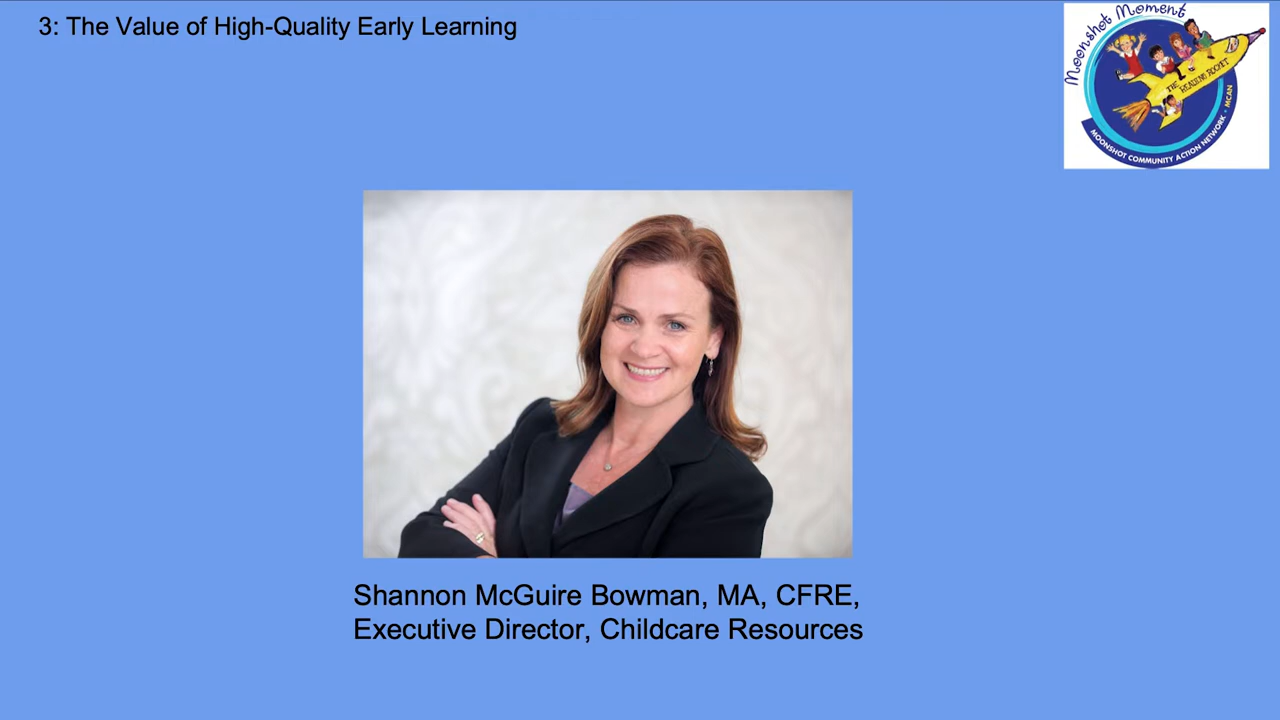 3: The Value of High-Quality Early Learning
Moonshot Moment
THE READING ROCKET
MOONSHOT COMMUNITY ACTION NETWORK • MCAN
Shannon McGuire Bowman, MA, CFRE,
Executive Director, Childcare Resources